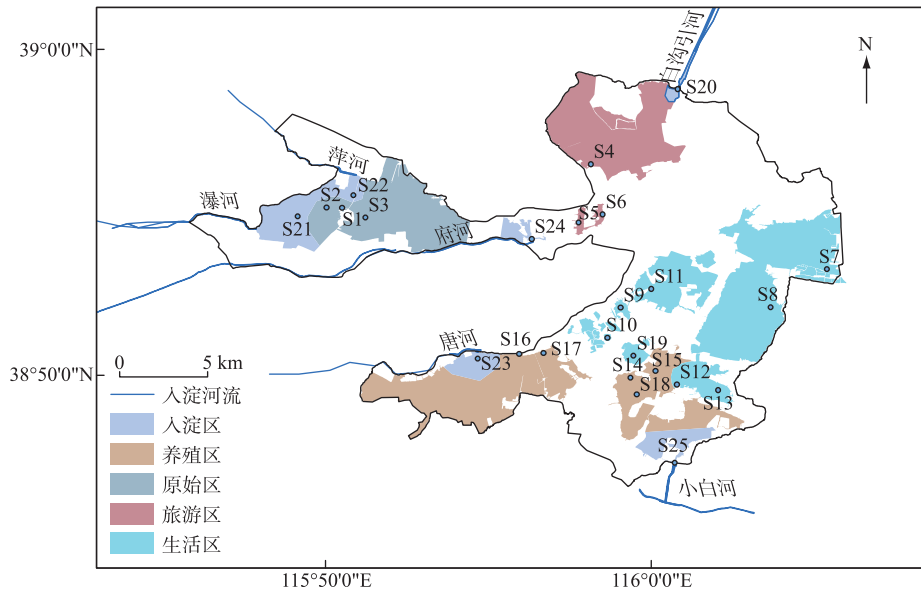 39°0'0"N
白沟引河
N
S20
S4
萍河
S22
S2
瀑河
S3
S6
S1
S5
S21
府河
S24
S7
S11
S9
S8
S10
唐河
S16
S17
S19
0 5 km
S23
S14
S15
S12
38°50'0"N
S18
S13
入淀河流
入淀区
S25
养殖区
原始区
小白河
旅游区
生活区
115°50'0"E
116°0'0"E